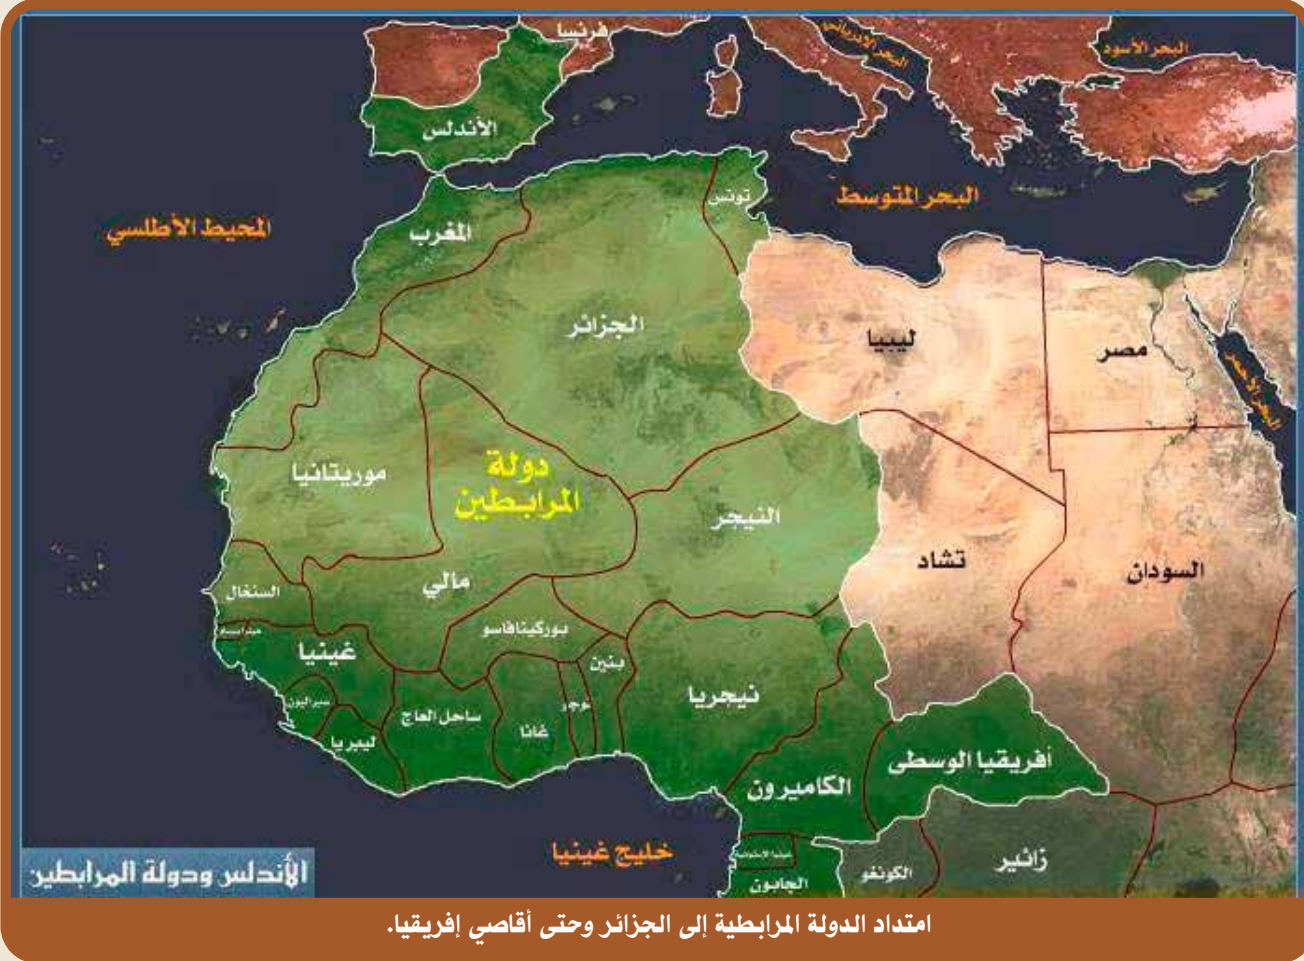 فرنسا
البحر الادرياتي
البحر الأسود
الأندلس
البحر المتوسط
تونس
المحيط الأطلسي
المغرب
الجزائر
ليبيا
مصر
البحر الأحمر
موريتانيا
دولة
المرابطين
النيجر
تشاد
السودان
مالي
السنغال
بوركينافاسو
غينيا
بنين
نيجريا
سيراليون
ساحل العاج
غانا
ليبريا
أفريقيا الوسطى
الكاميرون
خليج غينيا
زائير
الكونغو
الجابون
الأندلس ودولة المرابطين
امتداد الدولة المرابطية إلى الجزائر وحتى أقاصي إفريقيا.